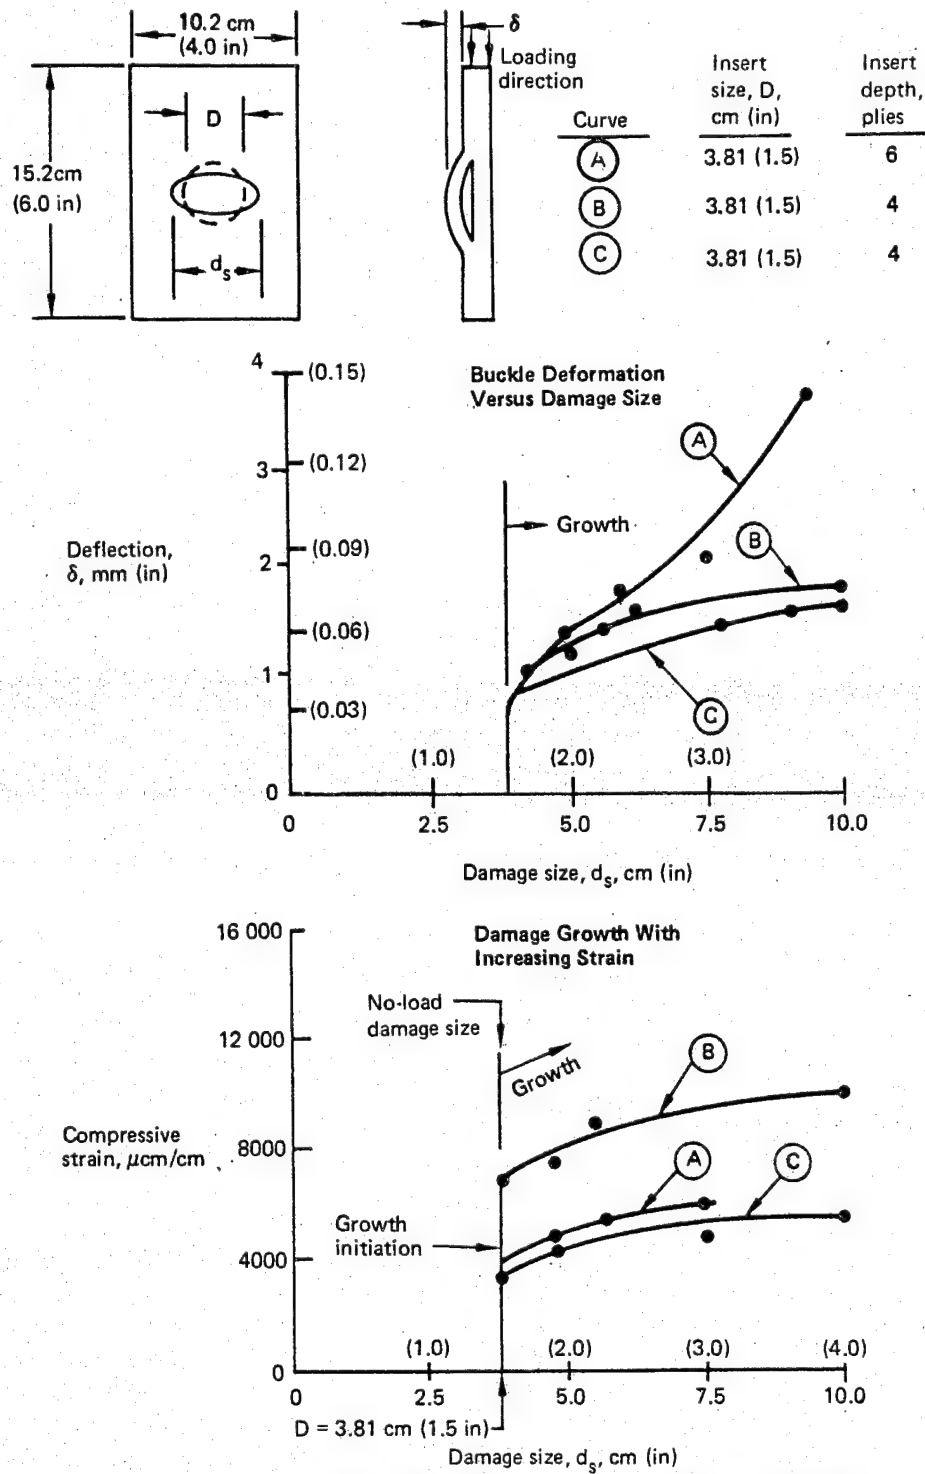 10.2 cm
(4.0 in)
D
15.2cm
(6.0 in)
d_s
δ
Loading
direction
Curve
Insert
size, D,
cm (in)
Insert
depth,
plies
A 3.81 (1.5) 6
B 3.81 (1.5) 4
C 3.81 (1.5) 4
Buckle Deformation
Versus Damage Size
4 (0.15)
A
3 (0.12)
Growth
B
Deflection,
δ, mm (in)
2 (0.09)
(0.06)
1
(0.03)
C
(1.0) (2.0) (3.0)
0
0 2.5 5.0 7.5 10.0
Damage size, d_s, cm (in)
Damage Growth With
Increasing Strain
16 000
No-load
damage size
12 000
Growth
B
Compressive
strain, μcm/cm
8000
A
C
Growth
initiation
4000
(1.0) (2.0) (3.0) (4.0)
0
0 2.5 5.0 7.5 10.0
D = 3.81 cm (1.5 in)
Damage size, d_s, cm (in)